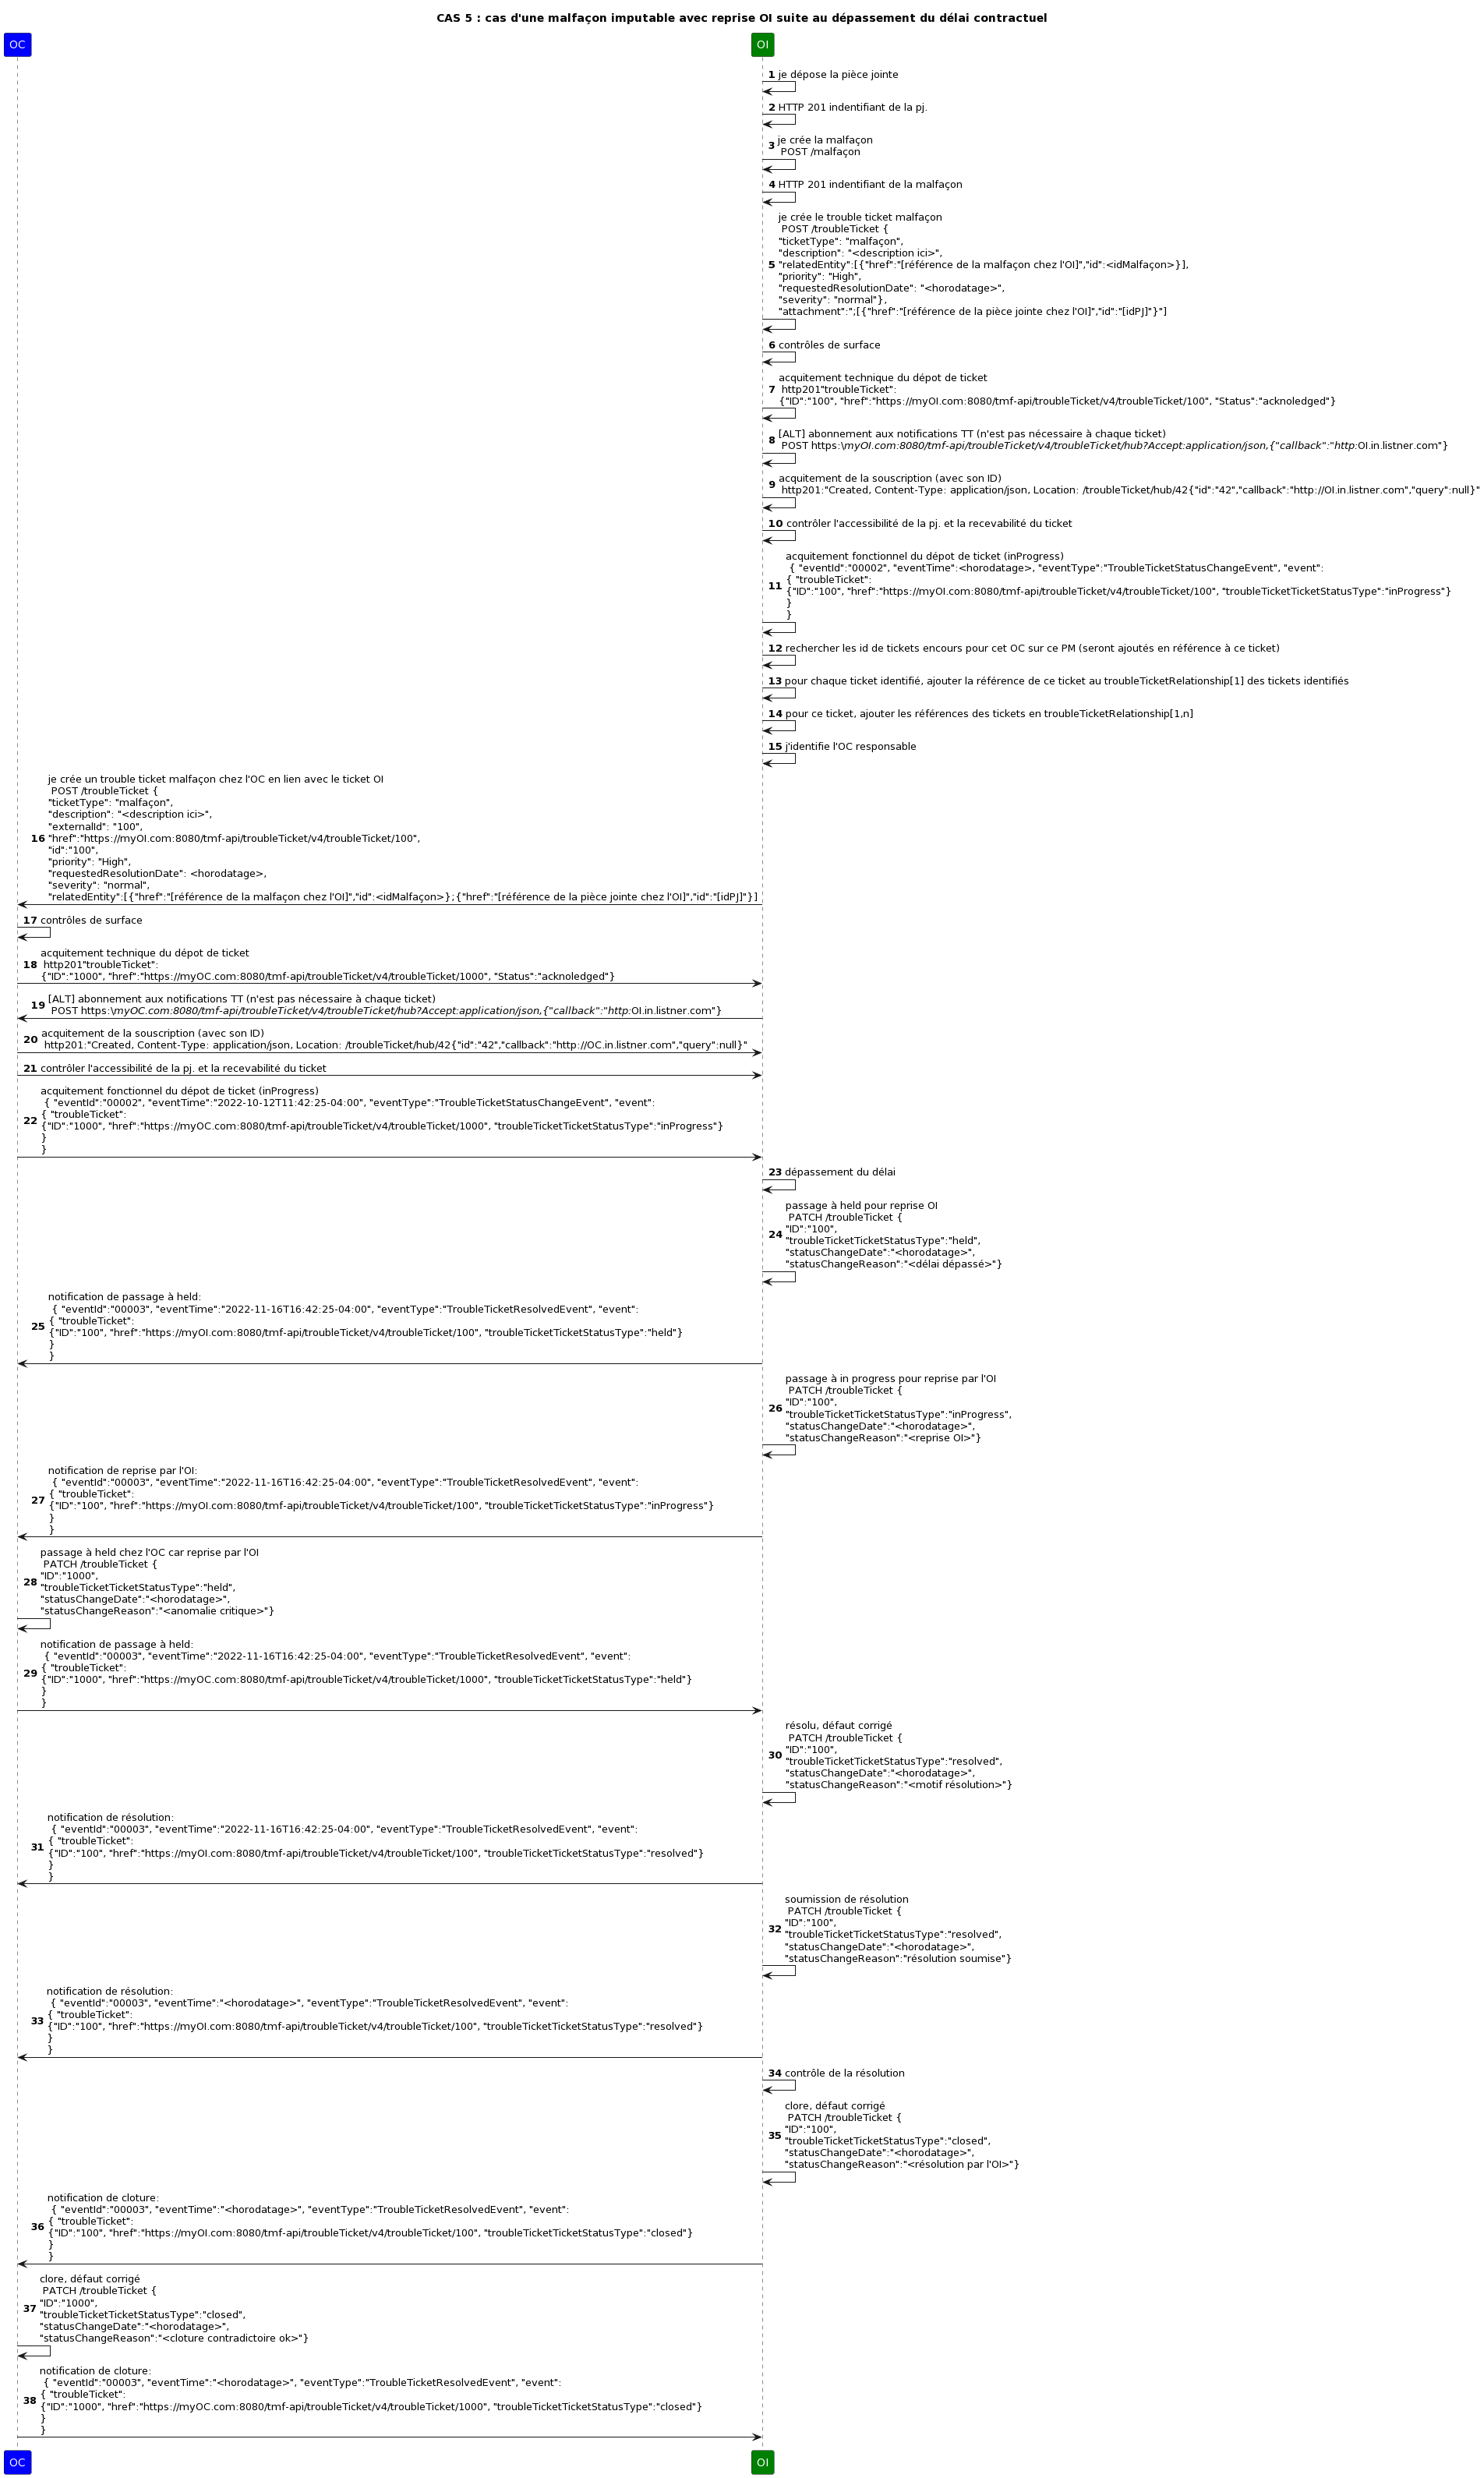 CAS 5 : cas d'une malfaçon imputable avec reprise OI suite au dépassement du délai contractuel
OC
OI
1 je dépose la pièce jointe
2 HTTP 201 indentifiant de la pj.
3 je crée la malfaçon
POST /malfaçon
4 HTTP 201 indentifiant de la malfaçon
je crée le trouble ticket malfaçon
POST /troubleTicket {
"ticketType": "malfaçon",
"description": "<description ici>",
5 "relatedEntity":[{"href":"[référence de la malfaçon chez l'OI]","id":<idMalfaçon>}],
"priority": "High",
"requestedResolutionDate": "<horodatage>",
"severity": "normal"},
"attachment":";[{"href":"[référence de la pièce jointe chez l'OI]","id":"[idPJ]"}"]
6 contrôles de surface
acquitement technique du dépot de ticket
7 http201"troubleTicket":
{"ID":"100", "href":"https://myOI.com:8080/tmf-api/troubleTicket/v4/troubleTicket/100", "Status":"acknoledged"}
8 [ALT] abonnement aux notifications TT (n'est pas nécessaire à chaque ticket)
POST https:\myOI.com:8080/tmf-api/troubleTicket/v4/troubleTicket/hub?Accept:application/json,{"callback":"http:OI.in.listner.com"}
9 acquitement de la souscription (avec son ID)
http201:"Created, Content-Type: application/json, Location: /troubleTicket/hub/42{"id":"42","callback":"http://OI.in.listner.com","query":null}"
10 contrôler l'accessibilité de la pj. et la recevabilité du ticket
acquitement fonctionnel du dépot de ticket (inProgress)
{ "eventId":"00002", "eventTime":<horodatage>, "eventType":"TroubleTicketStatusChangeEvent", "event":
11 { "troubleTicket":
{"ID":"100", "href":"https://myOI.com:8080/tmf-api/troubleTicket/v4/troubleTicket/100", "troubleTicketTicketStatusType":"inProgress"}
}
}
12 rechercher les id de tickets encours pour cet OC sur ce PM (seront ajoutés en référence à ce ticket)
13 pour chaque ticket identifié, ajouter la référence de ce ticket au troubleTicketRelationship[1] des tickets identifiés
14 pour ce ticket, ajouter les références des tickets en troubleTicketRelationship[1,n]
15 j'identifie l'OC responsable
je crée un trouble ticket malfaçon chez l'OC en lien avec le ticket OI
POST /troubleTicket {
"ticketType": "malfaçon",
"description": "<description ici>",
"externalId": "100",
16 "href":"https://myOI.com:8080/tmf-api/troubleTicket/v4/troubleTicket/100",
"id":"100",
"priority": "High",
"requestedResolutionDate": <horodatage>,
"severity": "normal",
"relatedEntity":[{"href":"[référence de la malfaçon chez l'OI]","id":<idMalfaçon>};{"href":"[référence de la pièce jointe chez l'OI]","id":"[idPJ]"}]
17 contrôles de surface
acquitement technique du dépot de ticket
18 http201"troubleTicket":
{"ID":"1000", "href":"https://myOC.com:8080/tmf-api/troubleTicket/v4/troubleTicket/1000", "Status":"acknoledged"}
19 [ALT] abonnement aux notifications TT (n'est pas nécessaire à chaque ticket)
POST https:\myOC.com:8080/tmf-api/troubleTicket/v4/troubleTicket/hub?Accept:application/json,{"callback":"http:OI.in.listner.com"}
20 acquitement de la souscription (avec son ID)
http201:"Created, Content-Type: application/json, Location: /troubleTicket/hub/42{"id":"42","callback":"http://OC.in.listner.com","query":null}"
21 contrôler l'accessibilité de la pj. et la recevabilité du ticket
acquitement fonctionnel du dépot de ticket (inProgress)
{ "eventId":"00002", "eventTime":"2022-10-12T11:42:25-04:00", "eventType":"TroubleTicketStatusChangeEvent", "event":
22 { "troubleTicket":
{"ID":"1000", "href":"https://myOC.com:8080/tmf-api/troubleTicket/v4/troubleTicket/1000", "troubleTicketTicketStatusType":"inProgress"}
}
}
23 dépassement du délai
passage à held pour reprise OI
PATCH /troubleTicket {
24 "ID":"100",
"troubleTicketTicketStatusType":"held",
"statusChangeDate":"<horodatage>",
"statusChangeReason":"<délai dépassé>"}
notification de passage à held:
{ "eventId":"00003", "eventTime":"2022-11-16T16:42:25-04:00", "eventType":"TroubleTicketResolvedEvent", "event":
25 { "troubleTicket":
{"ID":"100", "href":"https://myOI.com:8080/tmf-api/troubleTicket/v4/troubleTicket/100", "troubleTicketTicketStatusType":"held"}
}
}
passage à in progress pour reprise par l'OI
PATCH /troubleTicket {
26 "ID":"100",
"troubleTicketTicketStatusType":"inProgress",
"statusChangeDate":"<horodatage>",
"statusChangeReason":"<reprise OI>"}
notification de reprise par l'OI:
{ "eventId":"00003", "eventTime":"2022-11-16T16:42:25-04:00", "eventType":"TroubleTicketResolvedEvent", "event":
27 { "troubleTicket":
{"ID":"100", "href":"https://myOI.com:8080/tmf-api/troubleTicket/v4/troubleTicket/100", "troubleTicketTicketStatusType":"inProgress"}
}
}
passage à held chez l'OC car reprise par l'OI
PATCH /troubleTicket {
28 "ID":"1000",
"troubleTicketTicketStatusType":"held",
"statusChangeDate":"<horodatage>",
"statusChangeReason":"<anomalie critique>"}
notification de passage à held:
{ "eventId":"00003", "eventTime":"2022-11-16T16:42:25-04:00", "eventType":"TroubleTicketResolvedEvent", "event":
29 { "troubleTicket":
{"ID":"1000", "href":"https://myOC.com:8080/tmf-api/troubleTicket/v4/troubleTicket/1000", "troubleTicketTicketStatusType":"held"}
}
}
résolu, défaut corrigé
PATCH /troubleTicket {
30 "ID":"100",
"troubleTicketTicketStatusType":"resolved",
"statusChangeDate":"<horodatage>",
"statusChangeReason":"<motif résolution>"}
notification de résolution:
{ "eventId":"00003", "eventTime":"2022-11-16T16:42:25-04:00", "eventType":"TroubleTicketResolvedEvent", "event":
31 { "troubleTicket":
{"ID":"100", "href":"https://myOI.com:8080/tmf-api/troubleTicket/v4/troubleTicket/100", "troubleTicketTicketStatusType":"resolved"}
}
}
soumission de résolution
PATCH /troubleTicket {
32 "ID":"100",
"troubleTicketTicketStatusType":"resolved",
"statusChangeDate":"<horodatage>",
"statusChangeReason":"résolution soumise"}
notification de résolution:
{ "eventId":"00003", "eventTime":"<horodatage>", "eventType":"TroubleTicketResolvedEvent", "event":
33 { "troubleTicket":
{"ID":"100", "href":"https://myOI.com:8080/tmf-api/troubleTicket/v4/troubleTicket/100", "troubleTicketTicketStatusType":"resolved"}
}
}
34 contrôle de la résolution
clore, défaut corrigé
PATCH /troubleTicket {
35 "ID":"100",
"troubleTicketTicketStatusType":"closed",
"statusChangeDate":"<horodatage>",
"statusChangeReason":"<résolution par l'OI>"}
notification de cloture:
{ "eventId":"00003", "eventTime":"<horodatage>", "eventType":"TroubleTicketResolvedEvent", "event":
36 { "troubleTicket":
{"ID":"100", "href":"https://myOI.com:8080/tmf-api/troubleTicket/v4/troubleTicket/100", "troubleTicketTicketStatusType":"closed"}
}
}
clore, défaut corrigé
PATCH /troubleTicket {
37 "ID":"1000",
"troubleTicketTicketStatusType":"closed",
"statusChangeDate":"<horodatage>",
"statusChangeReason":"<cloture contradictoire ok>"}
notification de cloture:
{ "eventId":"00003", "eventTime":"<horodatage>", "eventType":"TroubleTicketResolvedEvent", "event":
38 { "troubleTicket":
{"ID":"1000", "href":"https://myOC.com:8080/tmf-api/troubleTicket/v4/troubleTicket/1000", "troubleTicketTicketStatusType":"closed"}
}
}
OC
OI